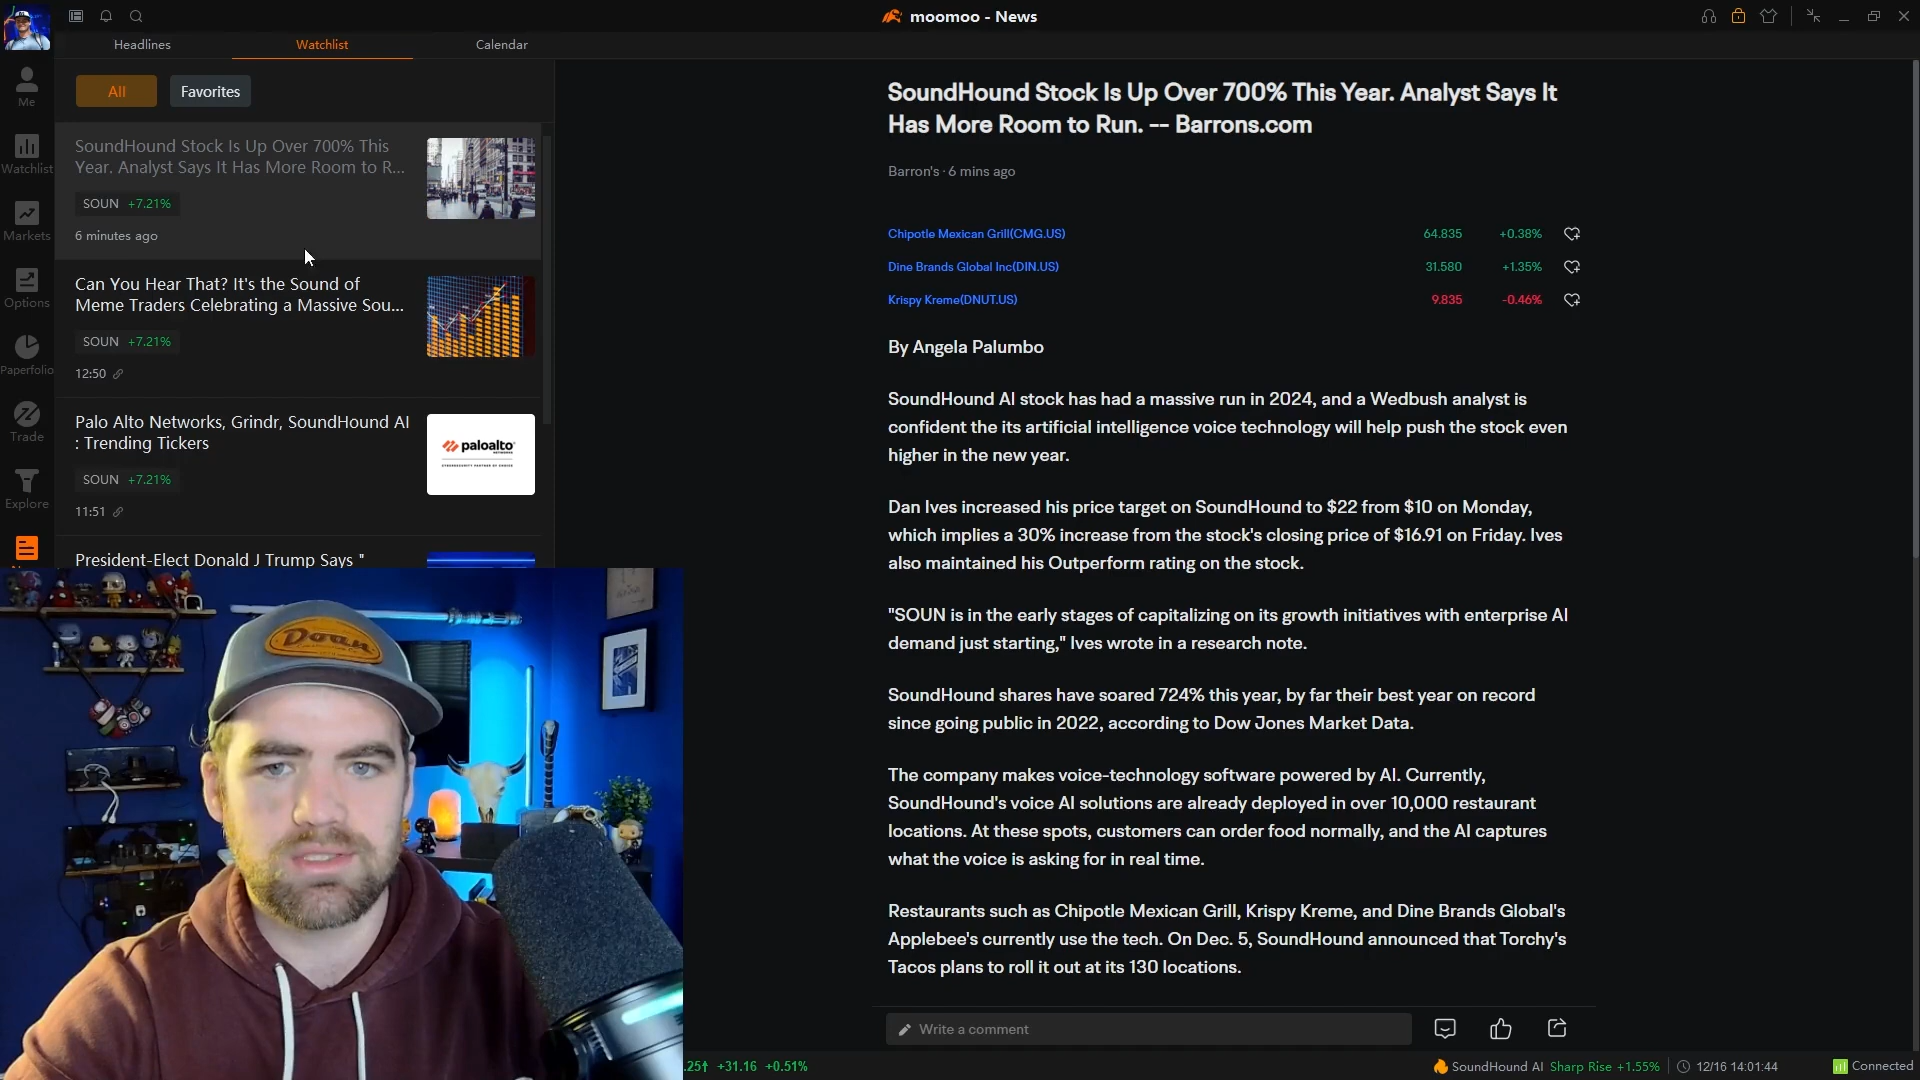 moomoo - News
Headlines
Watchlist
Calendar
All
Favorites
Me
Watchlist
Markets
Options
Paperfolio
Trade
Explore
SoundHound Stock Is Up Over 700% This
Year. Analyst Says It Has More Room to R...
SOUN +7.21%
6 minutes ago
Can You Hear That? It's the Sound of
Meme Traders Celebrating a Massive Sou...
SOUN +7.21%
12:50
Palo Alto Networks, Grindr, SoundHound AI
: Trending Tickers
SOUN +7.21%
11:51
paloalto
NETWORKS
President-Elect Donald J Trump Says "
SoundHound Stock Is Up Over 700% This Year. Analyst Says It
Has More Room to Run. -- Barrons.com
Barron's · 6 mins ago
Chipotle Mexican Grill(CMG.US) 64.835 +0.38%
Dine Brands Global Inc(DIN.US) 31.580 +1.35%
Krispy Kreme(DNUT.US) 9.835 -0.46%
By Angela Palumbo
SoundHound AI stock has had a massive run in 2024, and a Wedbush analyst is
confident the its artificial intelligence voice technology will help push the stock even
higher in the new year.
Dan Ives increased his price target on SoundHound to $22 from $10 on Monday,
which implies a 30% increase from the stock's closing price of $16.91 on Friday. Ives
also maintained his Outperform rating on the stock.
"SOUN is in the early stages of capitalizing on its growth initiatives with enterprise AI
demand just starting," Ives wrote in a research note.
SoundHound shares have soared 724% this year, by far their best year on record
since going public in 2022, according to Dow Jones Market Data.
The company makes voice-technology software powered by AI. Currently,
SoundHound's voice AI solutions are already deployed in over 10,000 restaurant
locations. At these spots, customers can order food normally, and the AI captures
what the voice is asking for in real time.
Restaurants such as Chipotle Mexican Grill, Krispy Kreme, and Dine Brands Global's
Applebee's currently use the tech. On Dec. 5, SoundHound announced that Torchy's
Tacos plans to roll it out at its 130 locations.
Write a comment
Doan
.25↑ +31.16 +0.51%
SoundHound AI Sharp Rise +1.55%
12/16 14:01:44
Connected